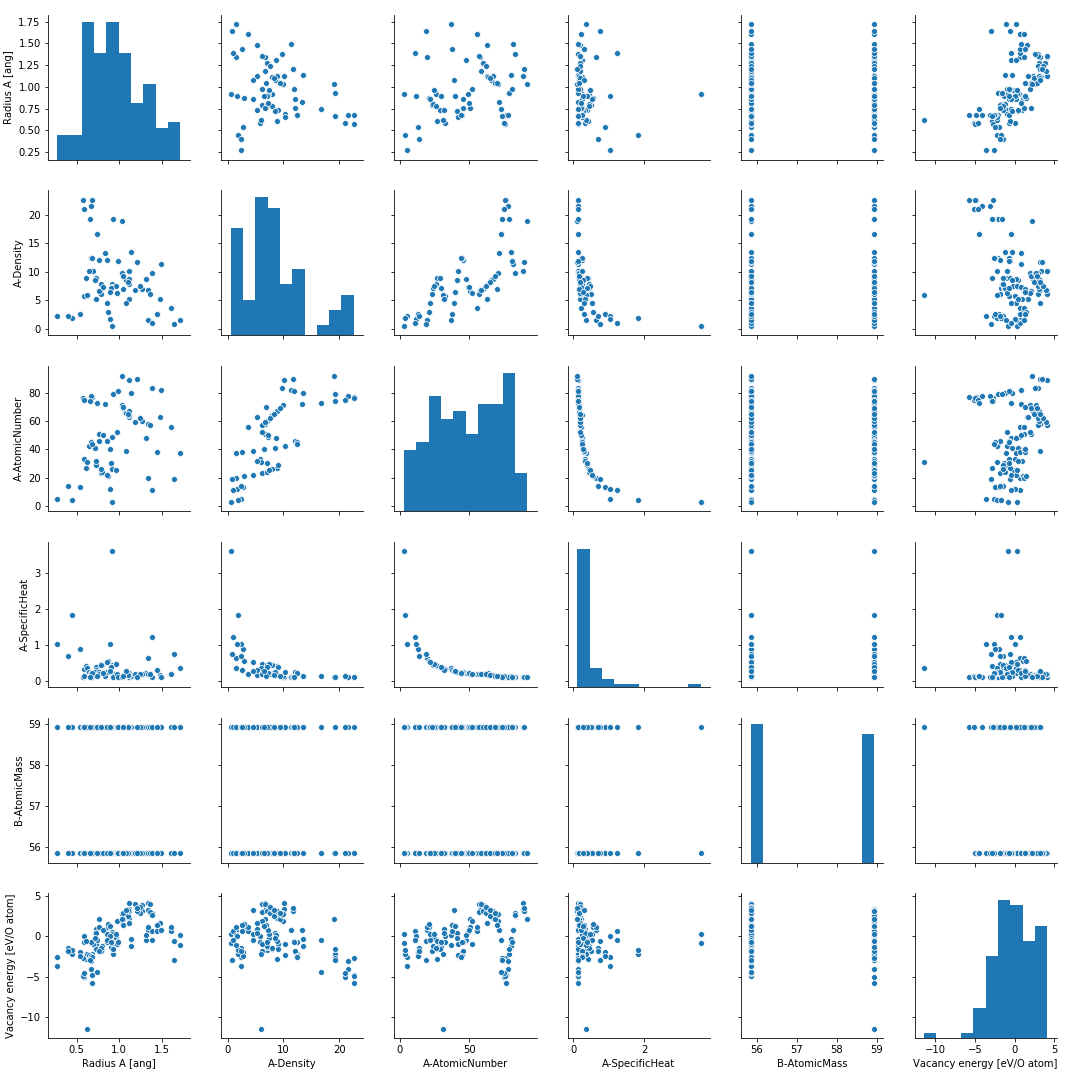 1.75
1.50
1.25
1.00
0.75
0.50
0.25
Radius A [ang]
20
15
10
5
0
A-Density
80
60
40
20
0
A-AtomicNumber
3
2
1
0
A-SpecificHeat
59
58
57
56
B-AtomicMass
5
0
−5
−10
Vacancy energy [eV/O atom]
0.5 1.0 1.5
Radius A [ang]
0 10 20
A-Density
0 50
A-AtomicNumber
0 2
A-SpecificHeat
56 57 58 59
B-AtomicMass
−10 −5 0 5
Vacancy energy [eV/O atom]